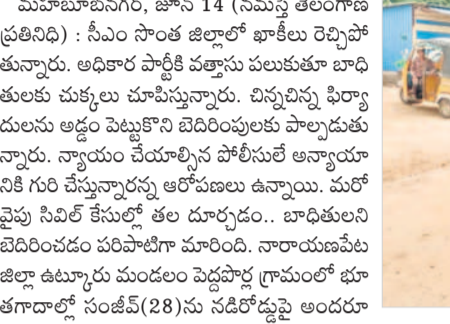 మహబూబ్‌నగర్, జూన్ 14 (నమస్తే తెలంగాణ
ప్రతినిధి) : సీఎం సొంత జిల్లాలో ఖాకీలు రెచ్చిపో
తున్నారు. అధికార పార్టీకి వత్తాసు పలుకుతూ బాధి
తులకు చుక్కలు చూపిస్తున్నారు. చిన్నచిన్న ఫిర్యా
దులను అడ్డం పెట్టుకొని బెదిరింపులకు పాల్పడుతు
న్నారు. న్యాయం చేయాల్సిన పోలీసులే అన్యాయా
నికి గురి చేస్తున్నారన్న ఆరోపణలు ఉన్నాయి. మరో
వైపు సివిల్ కేసుల్లో తల దూర్చడం.. బాధితులని
బెదిరించడం పరిపాటిగా మారింది. నారాయణపేట
జిల్లా ఉట్కూరు మండలం పెద్దపొర్ల గ్రామంలో భూ
తగాదాల్లో సంజీవ్(28)ను నడిరోడ్డుపై అందరూ